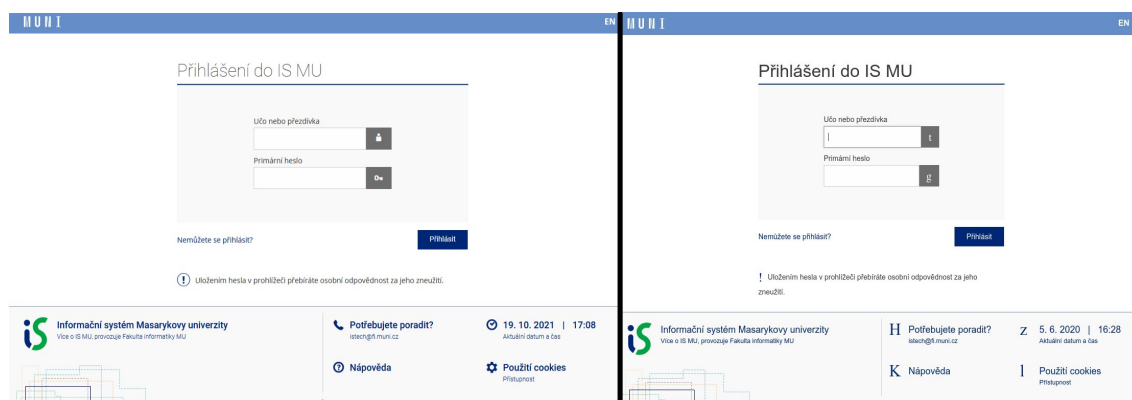 MUNI
EN
Přihlášení do IS MU
Učo nebo přezdívka
Primární heslo
Nemůžete se přihlásit?
Přihlásit
! Uložením hesla v prohlížeči přebíráte osobní odpovědnost za jeho zneužití.
is
Informační systém Masarykovy univerzity
Více o IS MU, provozuje Fakulta informatiky MU
Potřebujete poradit?
istech@fi.muni.cz
? Nápověda
19. 10. 2021 | 17:08
Aktuální datum a čas
Použití cookies
Přístupnost
MUNI
EN
Přihlášení do IS MU
Učo nebo přezdívka
t
Primární heslo
g
Nemůžete se přihlásit?
Přihlásit
! Uložením hesla v prohlížeči přebíráte osobní odpovědnost za jeho
zneužití.
is
Informační systém Masarykovy univerzity
Více o IS MU, provozuje Fakulta informatiky MU
H Potřebujete poradit?
istech@fi.muni.cz
K Nápověda
z 5. 6. 2020 | 16:28
Aktuální datum a čas
l Použití cookies
Přístupnost